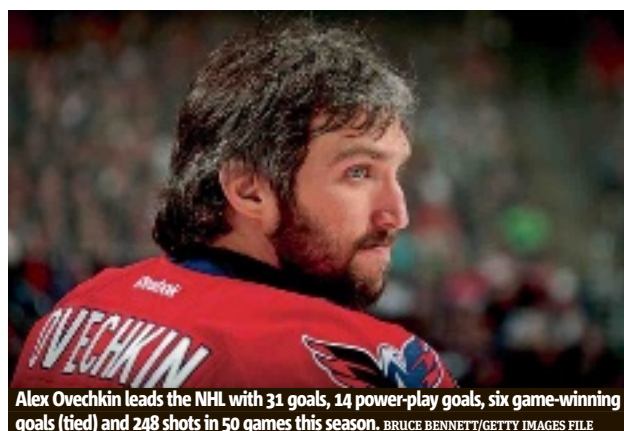 Reebok
OVECHKIN
Alex Ovechkin leads the NHL with 31 goals, 14 power-play goals, six game-winning
goals (tied) and 248 shots in 50 games this season. BRUCE BENNETT/GETTY IMAGES FILE